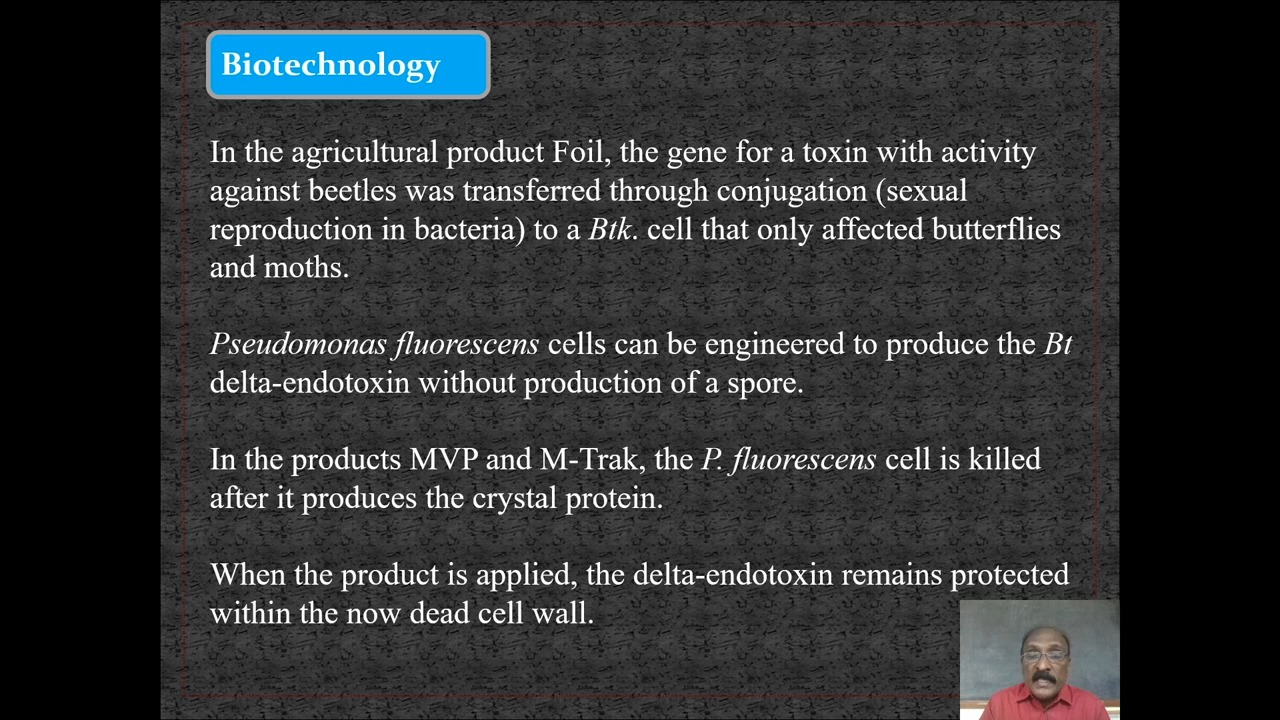 Biotechnology
In the agricultural product Foil, the gene for a toxin with activity
against beetles was transferred through conjugation (sexual
reproduction in bacteria) to a Btk. cell that only affected butterflies
and moths.
Pseudomonas fluorescens cells can be engineered to produce the Bt
delta-endotoxin without production of a spore.
In the products MVP and M-Trak, the P. fluorescens cell is killed
after it produces the crystal protein.
When the product is applied, the delta-endotoxin remains protected
within the now dead cell wall.